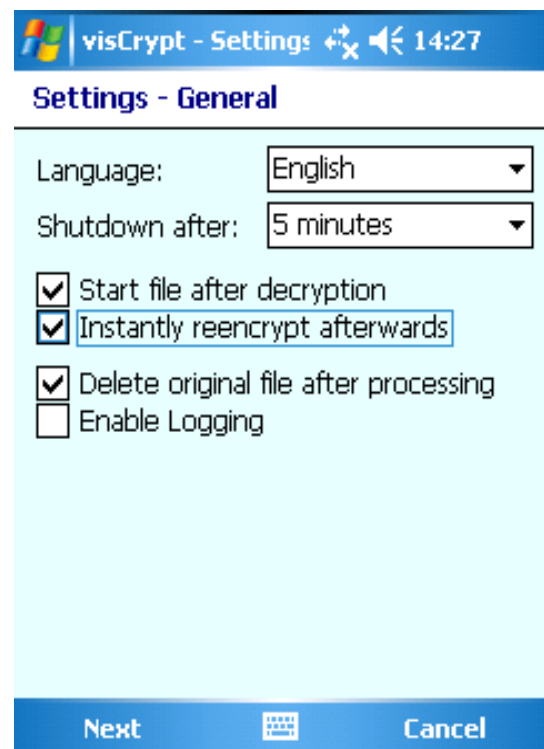 visCrypt - Settings 14:27
Settings - General
Language: English
Shutdown after: 5 minutes
Start file after decryption
Instantly reencrypt afterwards
Delete original file after processing
Enable Logging
Next Cancel